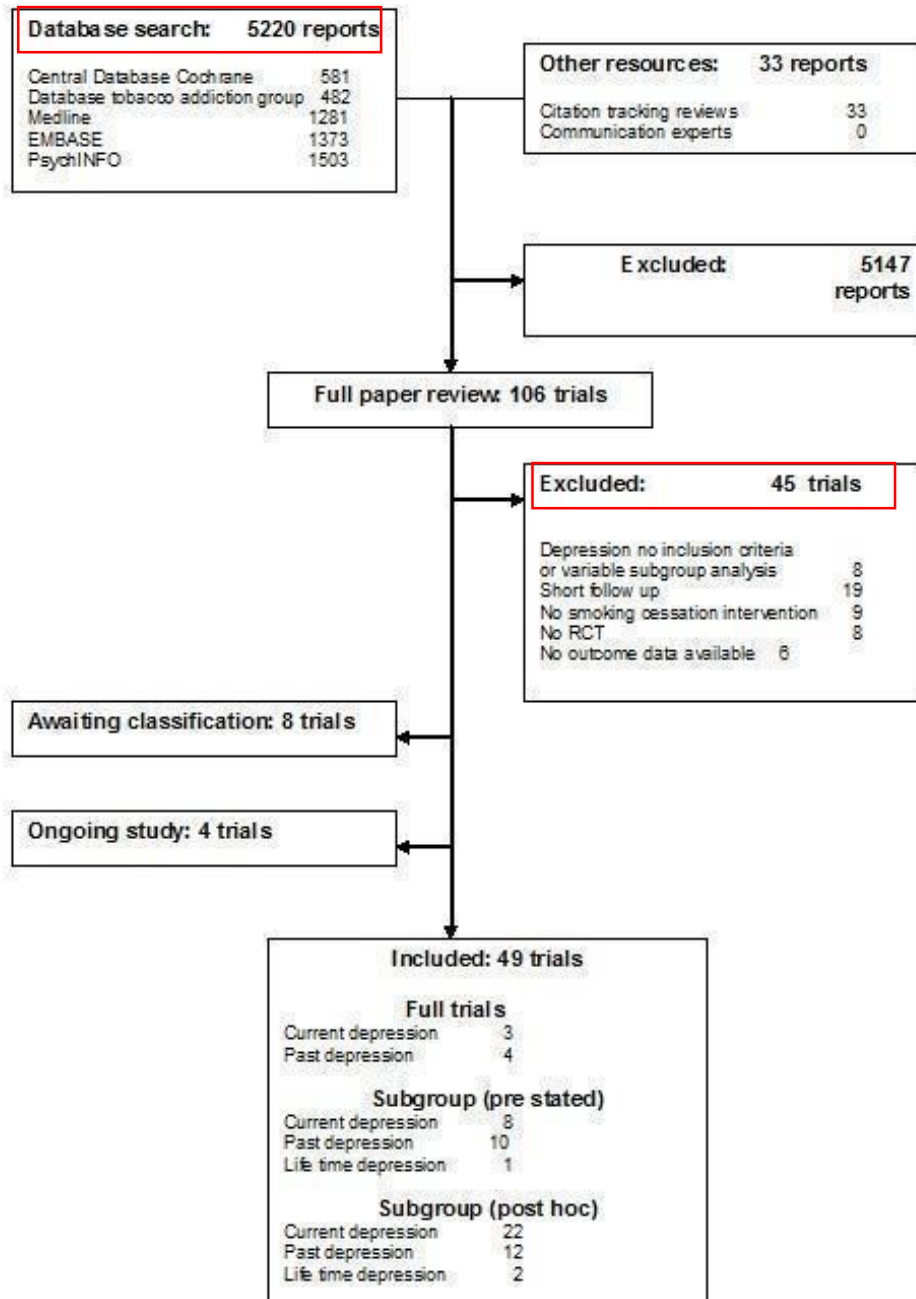 Database search: 5220 reports
Central Database Cochrane 581
Database tobacco addiction group 482
Medline 1281
EMBASE 1373
PsychINFO 1503
Other resources: 33 reports
Citation tracking reviews 33
Communication experts 0
Excluded: 5147
reports
Full paper review: 106 trials
Excluded: 45 trials
Depression no inclusion criteria
or variable subgroup analysis 8
Short follow up 19
No smoking cessation intervention 9
No RCT 8
No outcome data available 6
Awaiting classification: 8 trials
Ongoing study: 4 trials
Included: 49 trials
Full trials
Current depression 3
Past depression 4
Subgroup (pre stated)
Current depression 8
Past depression 10
Life time depression 1
Subgroup (post hoc)
Current depression 22
Past depression 12
Life time depression 2